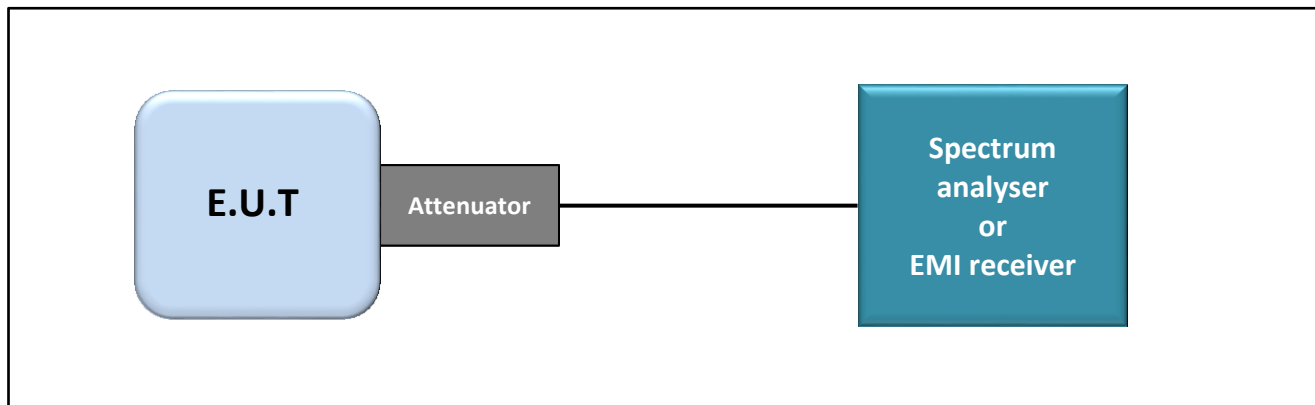 E.U.T
Attenuator
Spectrum
analyser
or
EMI receiver